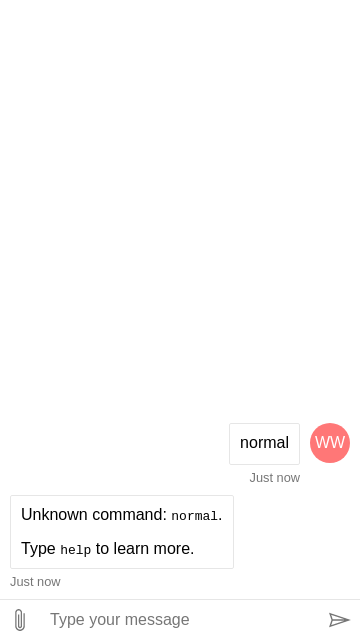 normal
WW
Just now
Unknown command: normal.
Type help to learn more.
Just now
Type your message